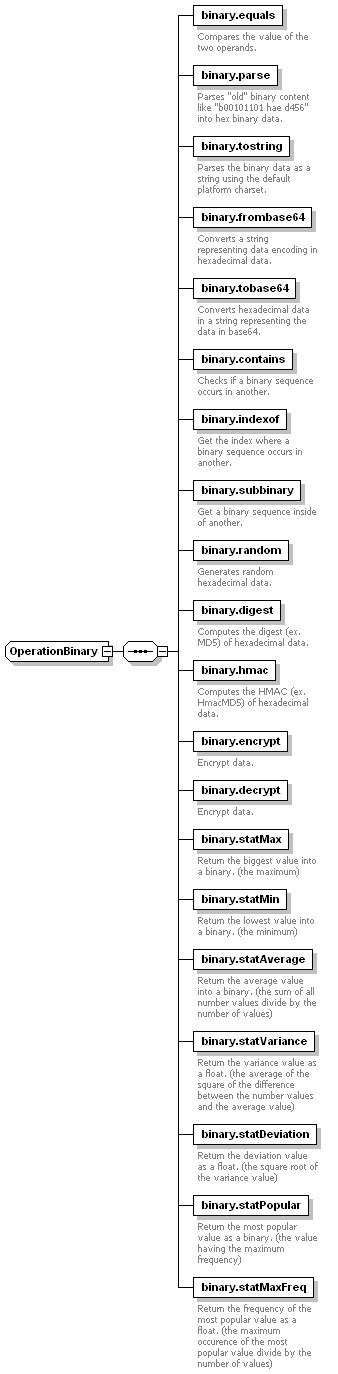 binary.equals
Compares the value of the
two operands.
binary.parse
Parses "old" binary content
like "b00101101 hae d456"
into hex binary data.
binary.tostring
Parses the binary data as a
string using the default
platform charset.
binary.frombase64
Converts a string
representing data encoding in
hexadecimal data.
binary.tobase64
Converts hexadecimal data
in a string representing the
data in base64.
binary.contains
Checks if a binary sequence
occurs in another.
binary.indexof
Get the index where a
binary sequence occurs in
another.
binary.subbinary
Get a binary sequence inside
of another.
binary.random
Generates random
hexadecimal data.
binary.digest
Computes the digest (ex.
MD5) of hexadecimal data.
OperationBinary
binary.hmac
Computes the HMAC (ex.
HmacMD5) of hexadecimal
data.
binary.encrypt
Encrypt data.
binary.decrypt
Encrypt data.
binary.statMax
Return the biggest value into
a binary. (the maximum)
binary.statMin
Return the lowest value into
a binary. (the minimum)
binary.statAverage
Return the average value
into a binary. (the sum of all
number values divide by the
number of values)
binary.statVariance
Return the variance value as
a float. (the average of the
square of the difference
between the number values
and the average value)
binary.statDeviation
Return the deviation value
as a float. (the square root of
the variance value)
binary.statPopular
Return the most popular
value as a binary. (the value
having the maximum
frequency)
binary.statMaxFreq
Return the frequency of the
most popular value as a
float. (the maximum
occurence of the most
popular value divide by the
number of values)